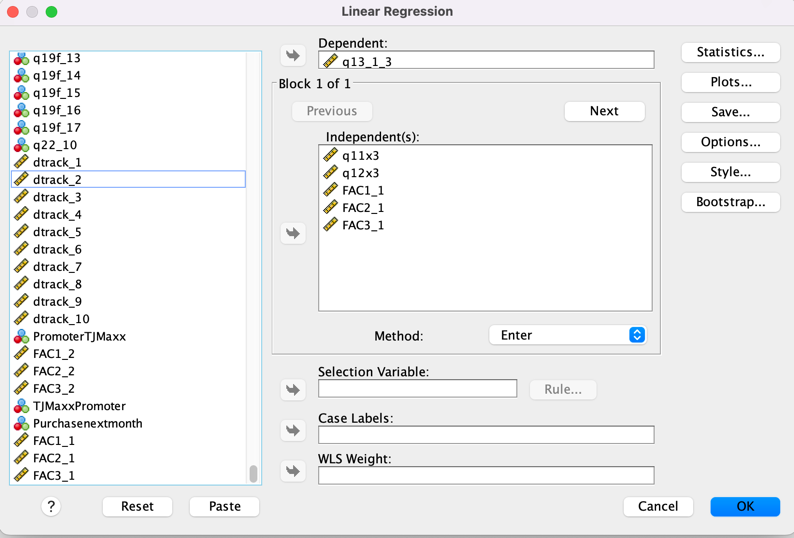 Linear Regression
q19f_13
q19f_14
q19f_15
q19f_16
q19f_17
q22_10
dtrack_1
dtrack_2
dtrack_3
dtrack_4
dtrack_5
dtrack_6
dtrack_7
dtrack_8
dtrack_9
dtrack_10
PromoterTJMaxx
FAC1_2
FAC2_2
FAC3_2
TJMaxxPromoter
Purchasenextmonth
FAC1_1
FAC2_1
FAC3_1
Dependent:
q13_1_3
Block 1 of 1
Previous
Next
Independent(s):
q11x3
q12x3
FAC1_1
FAC2_1
FAC3_1
Method:
Enter
Selection Variable:
Rule...
Case Labels:
WLS Weight:
Statistics...
Plots...
Save...
Options...
Style...
Bootstrap...
?
Reset
Paste
Cancel
OK